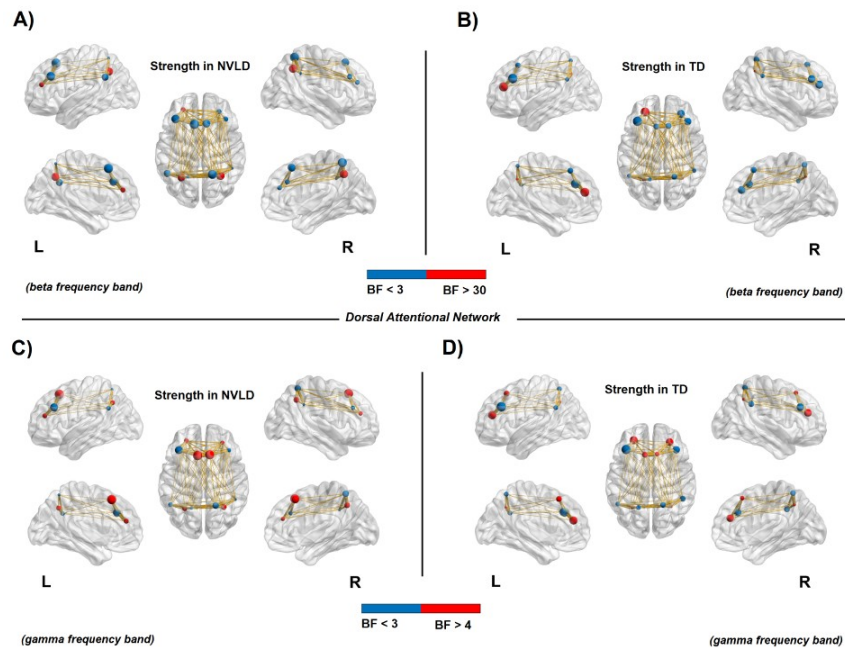 A)
B)
Strength in NVLD
Strength in TD
L
R
L
R
(beta frequency band)
BF < 3
BF > 30
(beta frequency band)
Dorsal Attentional Network
C)
D)
Strength in NVLD
Strength in TD
L
R
L
R
BF < 3
BF > 4
(gamma frequency band)
(gamma frequency band)